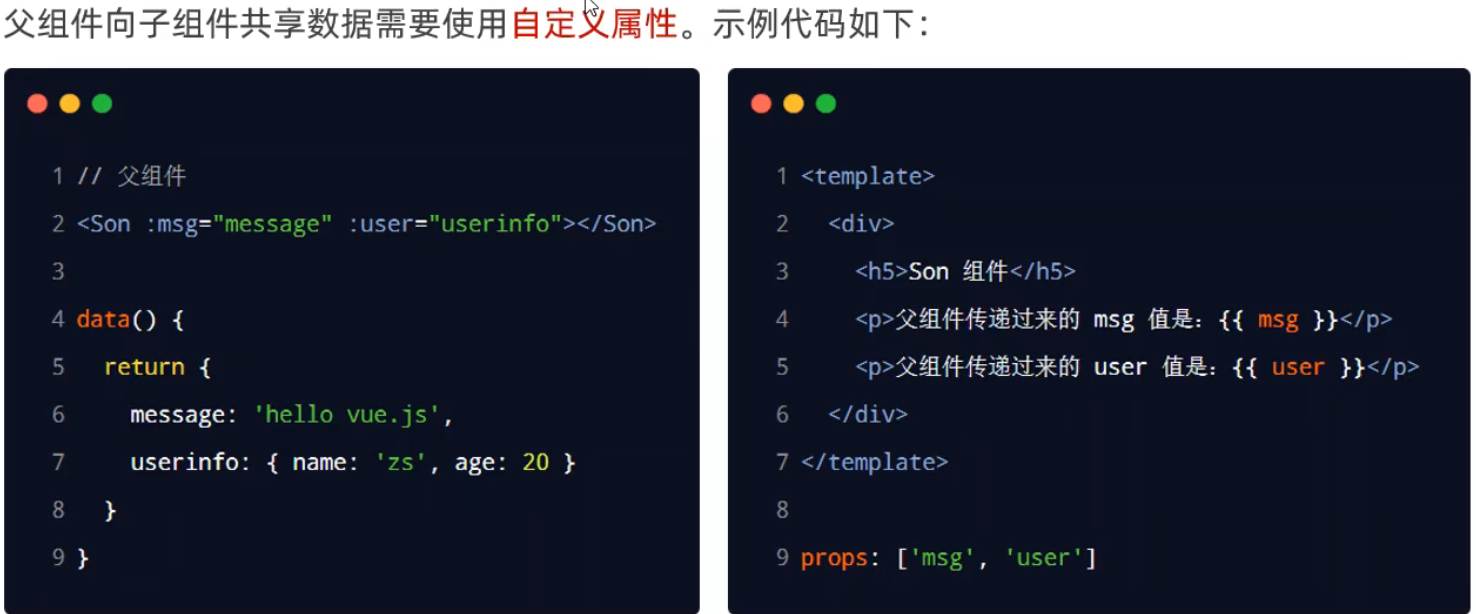 父组件向子组件共享数据需要使用自定义属性。示例代码如下：
1 // 父组件
2 <Son :msg="message" :user="userinfo"></Son>
3
4 data() {
5   return {
6     message: 'hello vue.js',
7     userinfo: { name: 'zs', age: 20 }
8   }
9 }
1 <template>
2   <div>
3     <h5>Son 组件</h5>
4     <p>父组件传递过来的 msg 值是：{{ msg }}</p>
5     <p>父组件传递过来的 user 值是：{{ user }}</p>
6   </div>
7 </template>
8
9 props: ['msg', 'user']